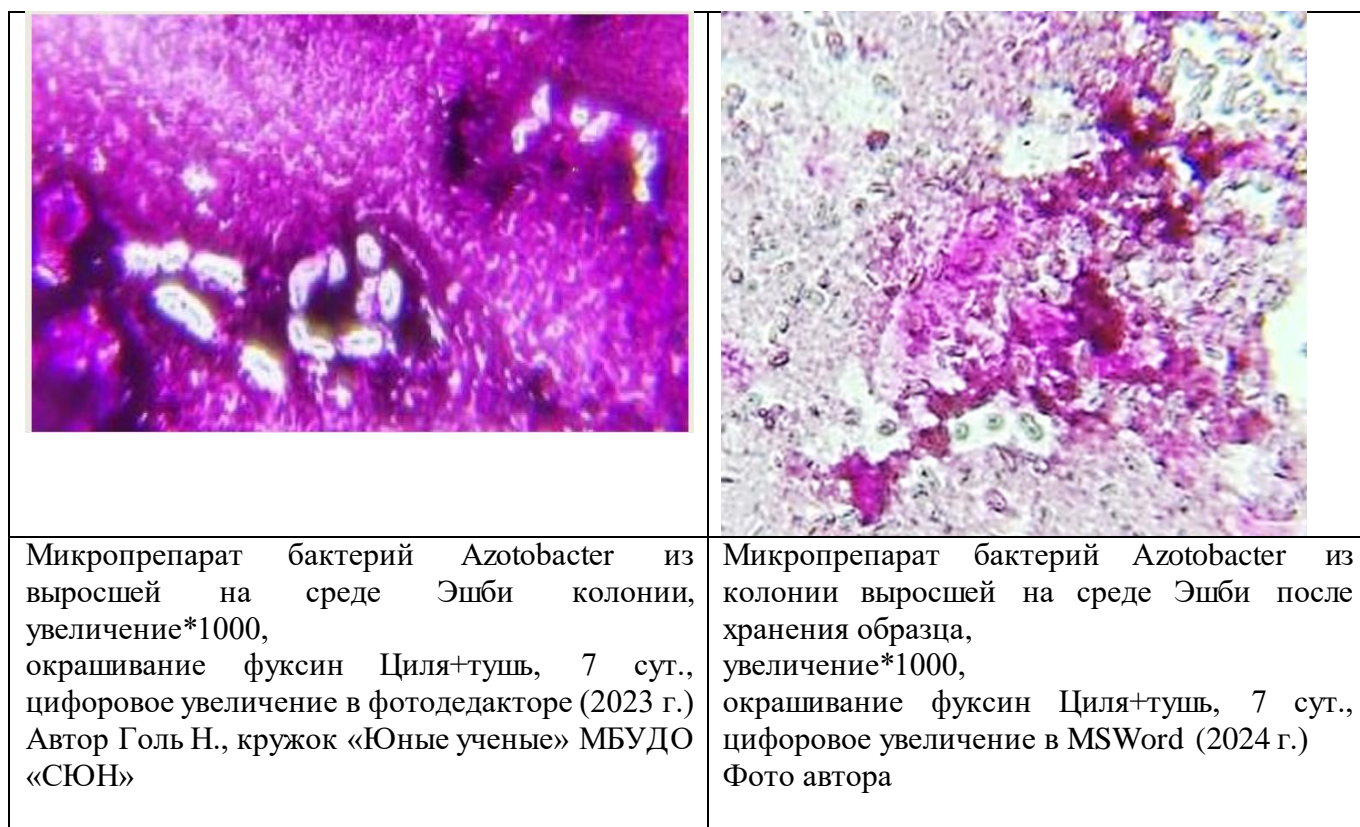 Микропрепарат бактерий Azotobacter из
выросшей на среде Эшби колонии,
увеличение*1000,
окрашивание фуксин Циля+тушь, 7 сут.,
цифоровое увеличение в фотодедакторе (2023 г.)
Автор Голь Н., кружок «Юные ученые» МБУДО
«СЮН»
Микропрепарат бактерий Azotobacter из
колонии выросшей на среде Эшби после
хранения образца,
увеличение*1000,
окрашивание фуксин Циля+тушь, 7 сут.,
цифоровое увеличение в MSWord (2024 г.)
Фото автора